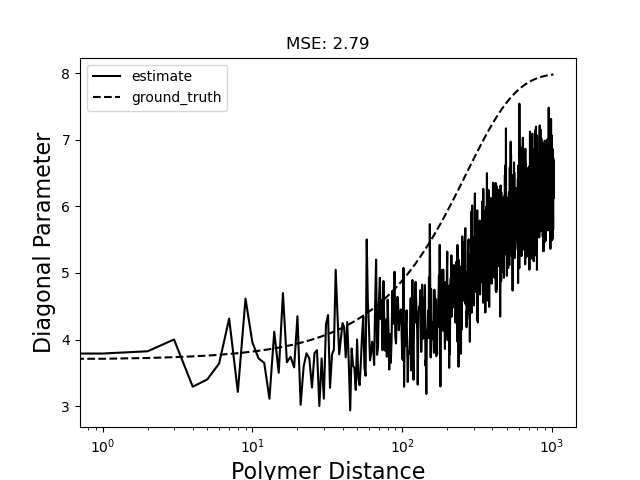 MSE: 2.79
estimate
ground_truth
Diagonal Parameter
8
7
6
5
4
3
10⁰ 10¹ 10² 10³
Polymer Distance